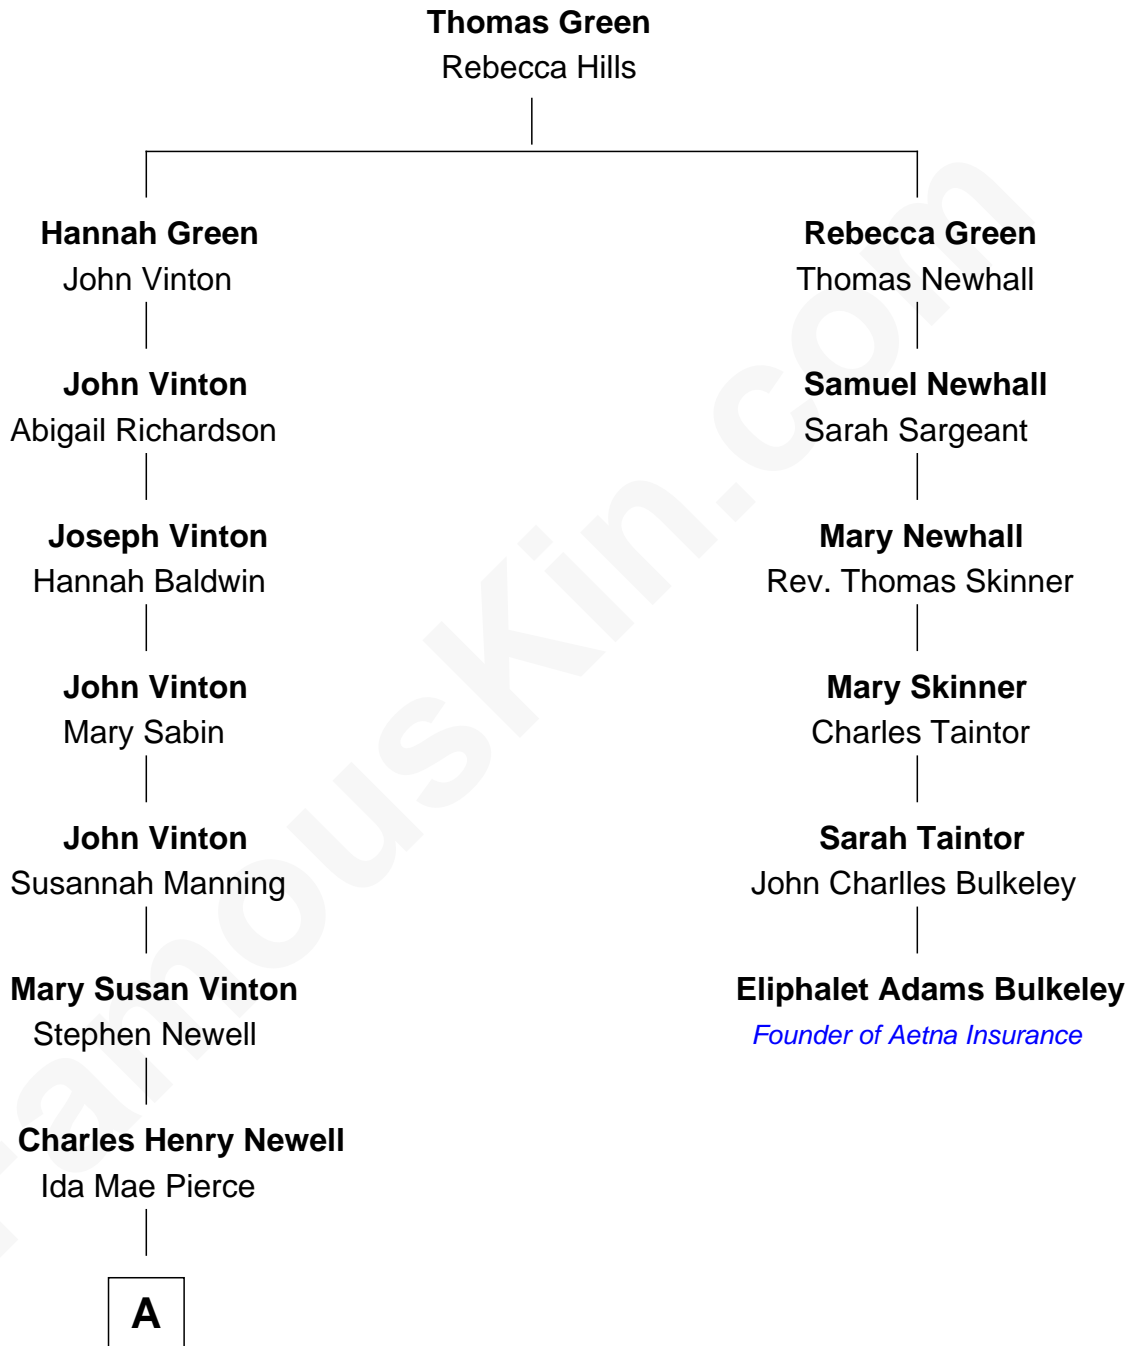 Thomas Green
Rebecca Hills
Hannah Green
John Vinton
John Vinton
Abigail Richardson
Joseph Vinton
Hannah Baldwin
John Vinton
Mary Sabin
John Vinton
Susannah Manning
Mary Susan Vinton
Stephen Newell
Charles Henry Newell
Ida Mae Pierce
A
Rebecca Green
Thomas Newhall
Samuel Newhall
Sarah Sargeant
Mary Newhall
Rev. Thomas Skinner
Mary Skinner
Charles Taintor
Sarah Taintor
John Charlles Bulkeley
Eliphalet Adams Bulkeley
Founder of Aetna Insurance
FamousKin.com